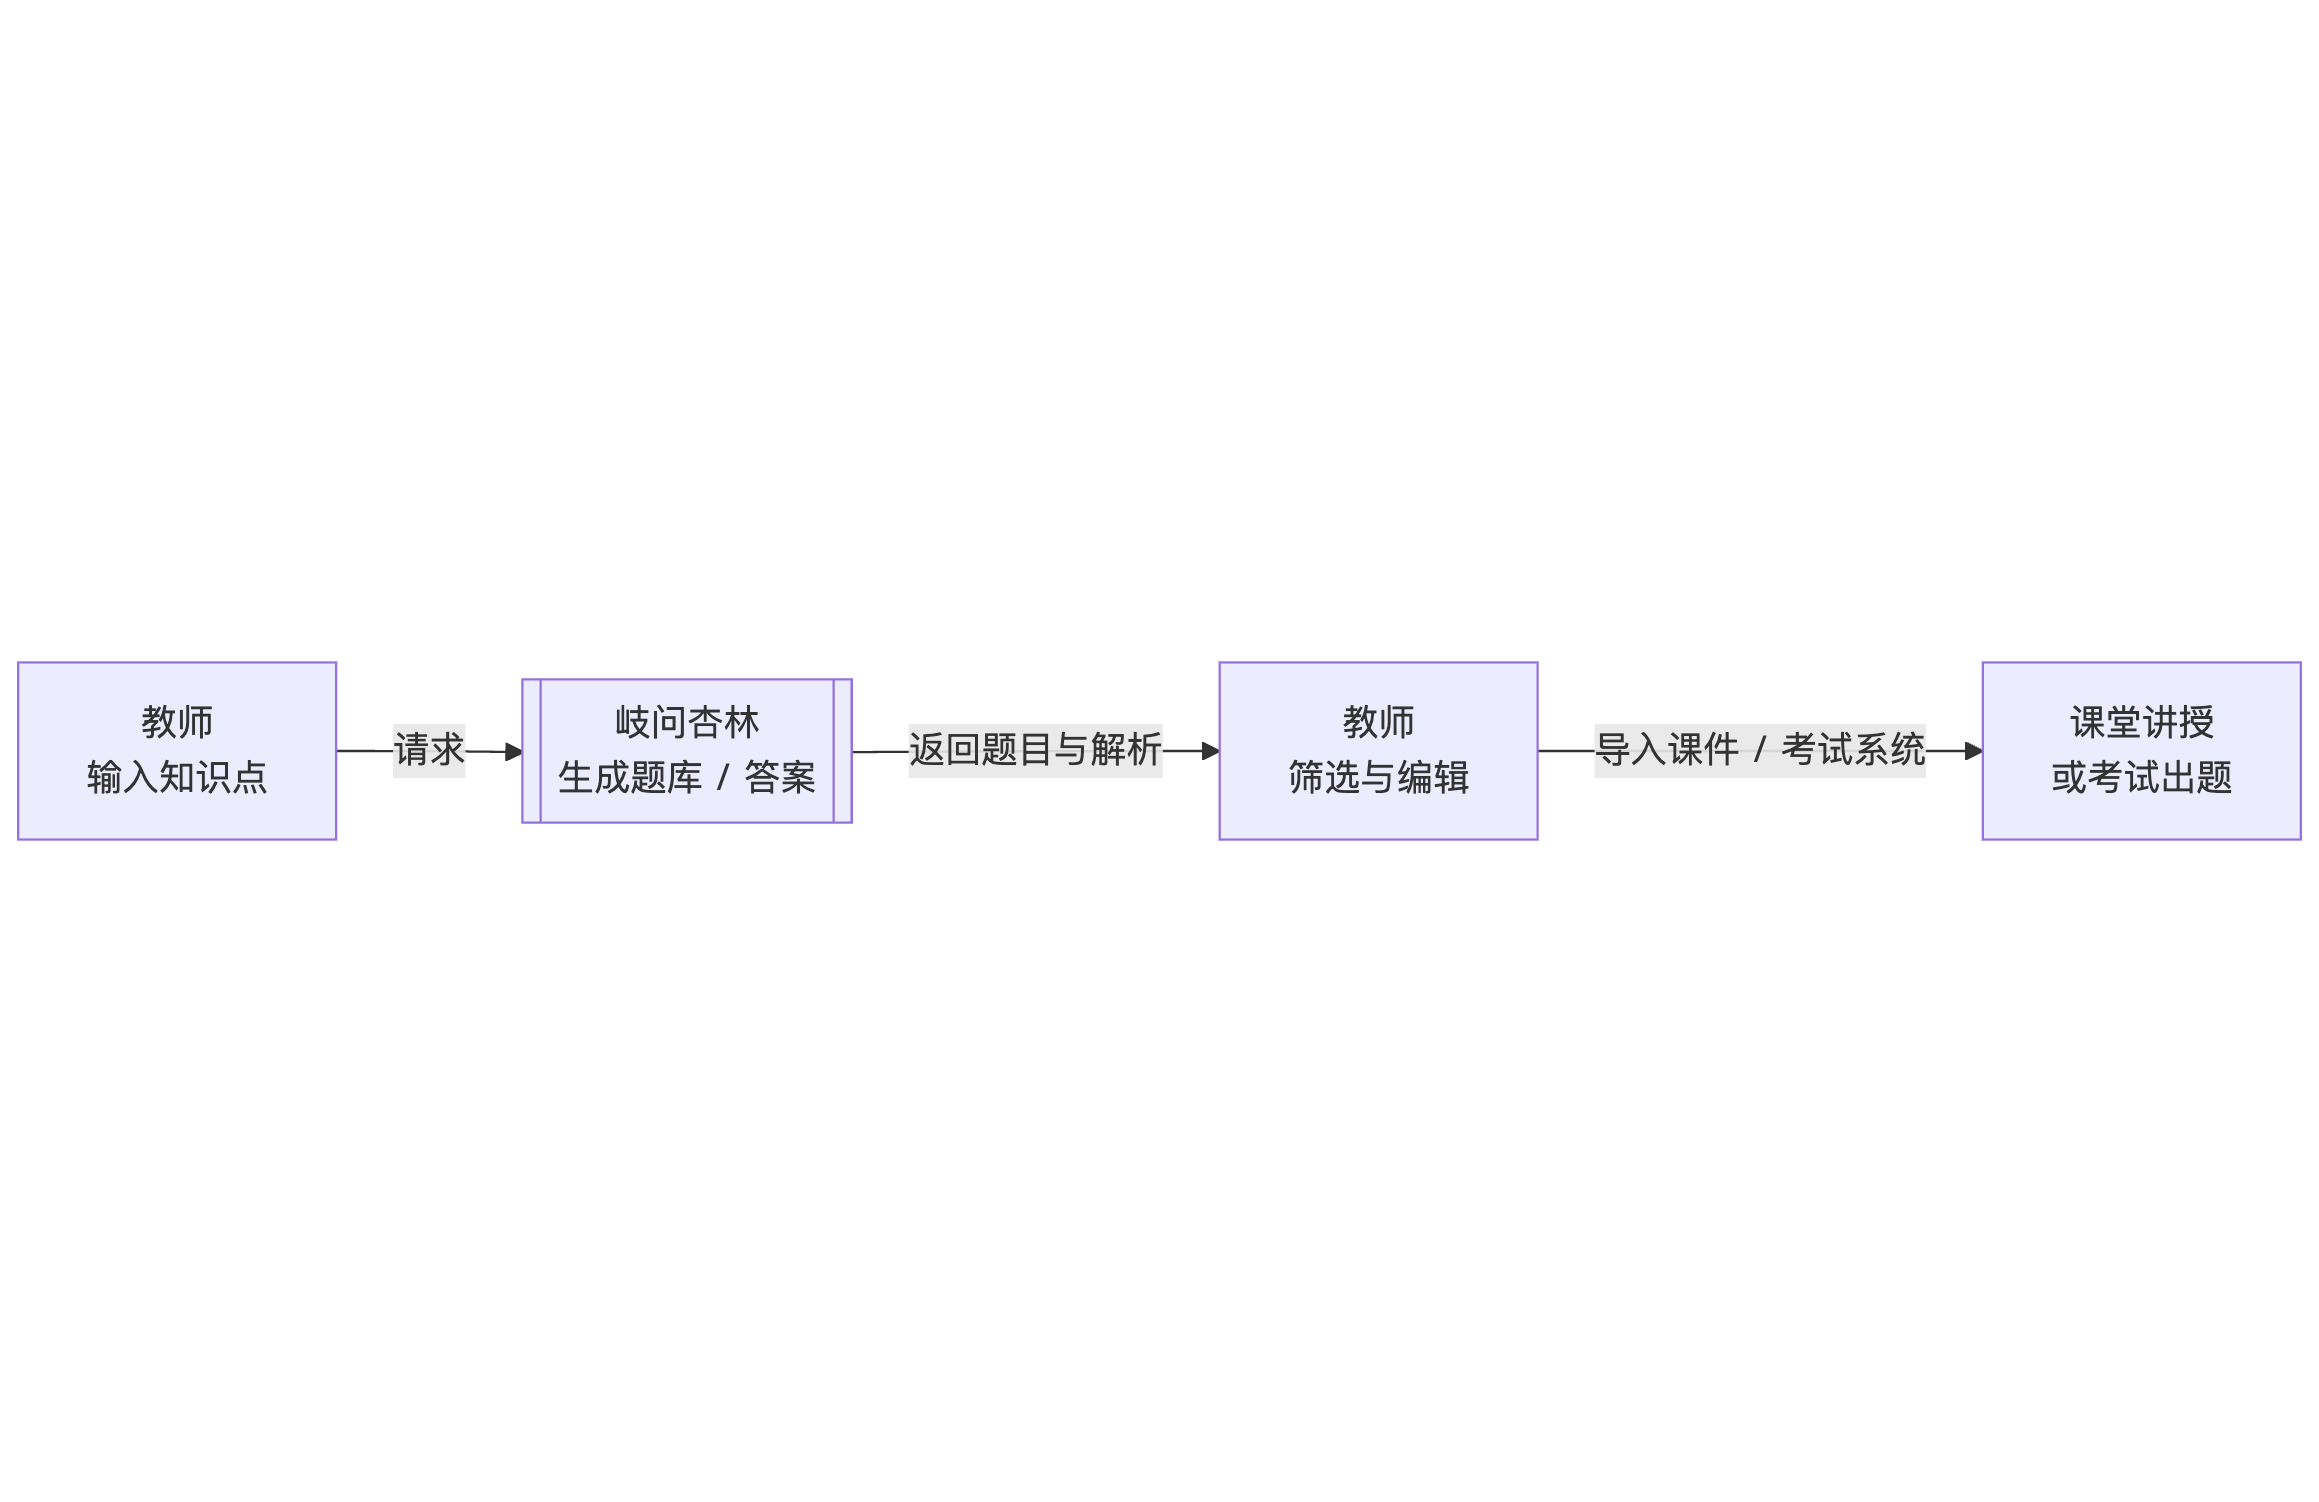 教师
输入知识点
请求
岐问杏林
生成题库 / 答案
返回题目与解析
教师
筛选与编辑
导入课件 / 考试系统
课堂讲授
或考试出题